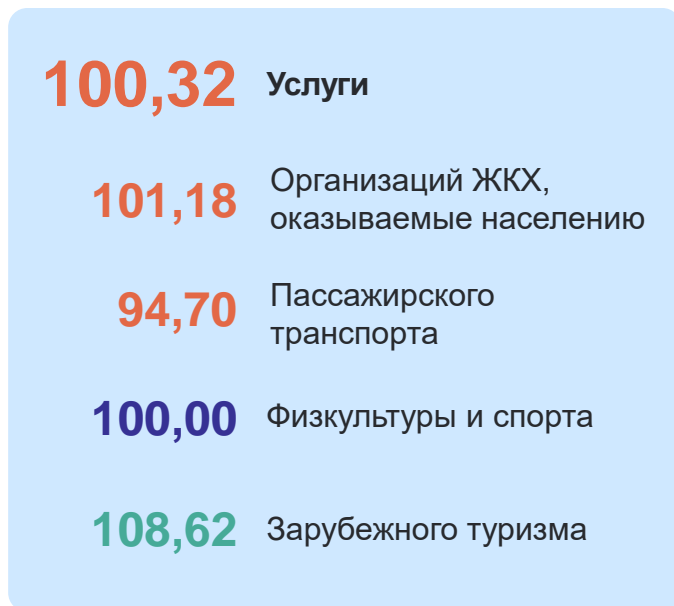 100,32 Услуги
101,18 Организаций ЖКХ,
оказываемые населению
94,70 Пассажирского
транспорта
100,00 Физкультуры и спорта
108,62 Зарубежного туризма